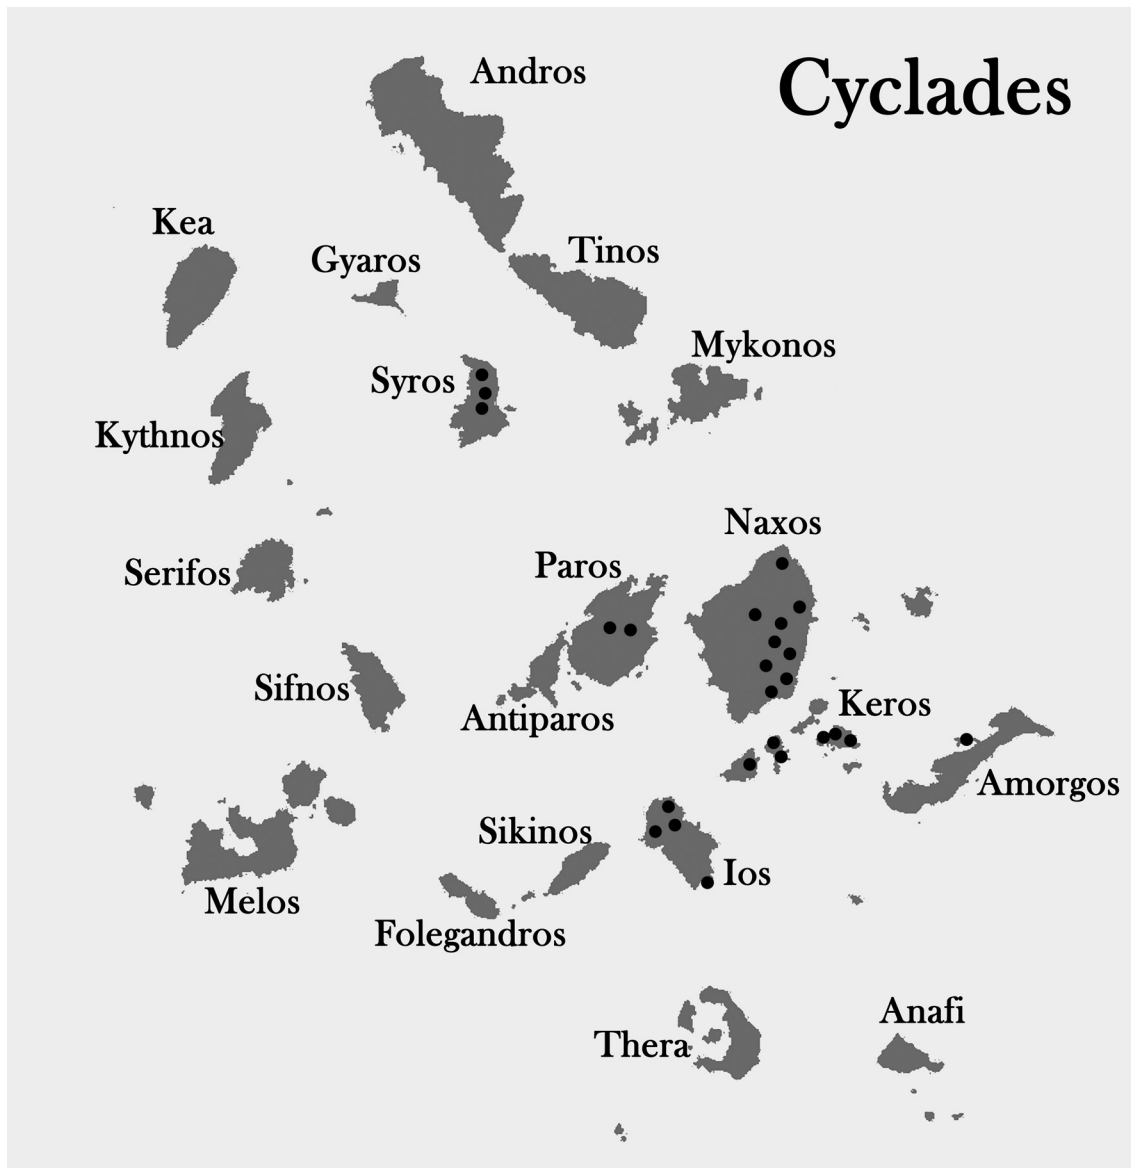 Cyclades
Andros
Kea
Tinos
Gyaros
Mykonos
Syros
Kythnos
Naxos
Paros
Serifos
Sifnos
Keros
Antiparos
Amorgos
Sikinos
Ios
Melos
Folegandros
Anafi
Thera